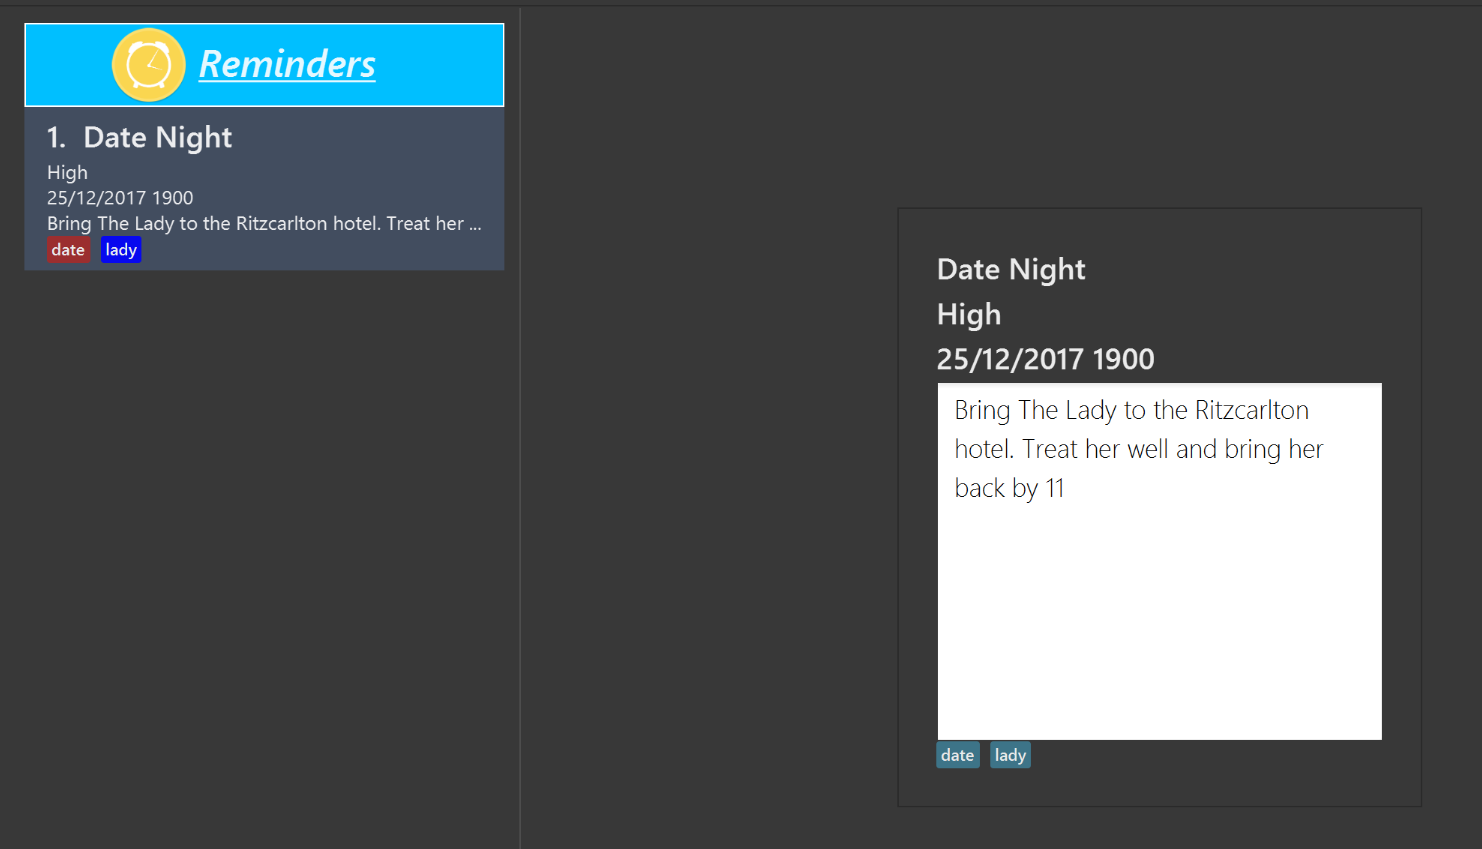 Reminders
1. Date Night
High
25/12/2017 1900
Bring The Lady to the Ritzcarlton hotel. Treat her ...
date lady
Date Night
High
25/12/2017 1900
Bring The Lady to the Ritzcarlton
hotel. Treat her well and bring her
back by 11
date lady